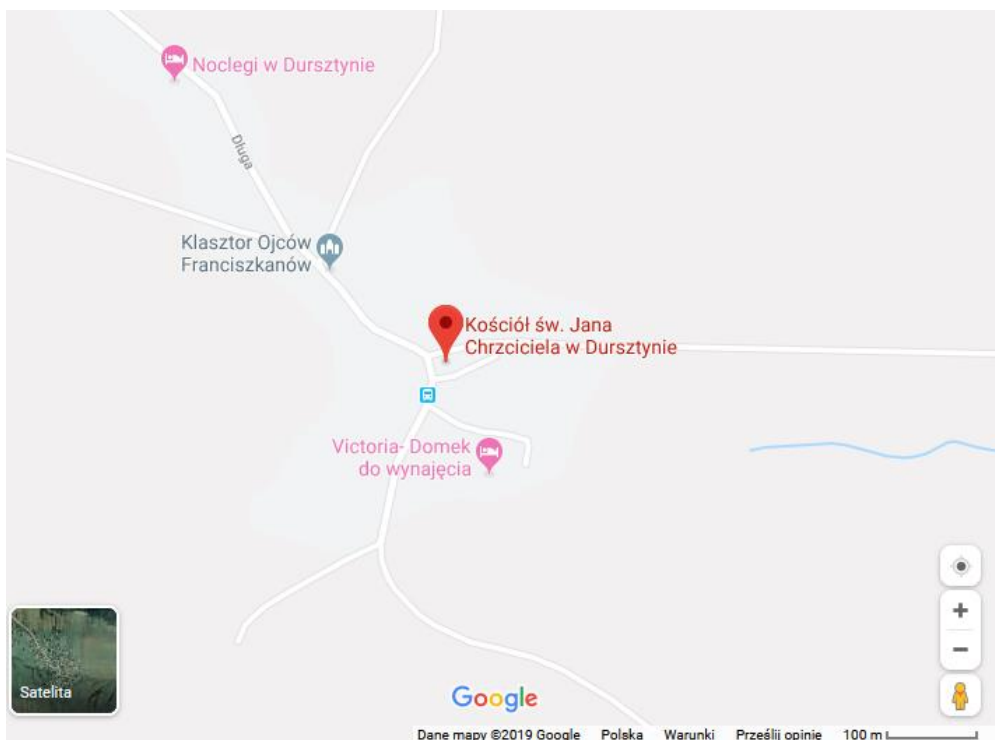 Noclegi w Dursztynie
Długa
Klasztor Ojców
Franciszkanów
Kościół św. Jana
Chrzciciela w Dursztynie
Victoria- Domek
do wynajęcia
Satelita
Google
Dane mapy ©2019 Google Polska Warunki Prześlij opinię 100 m